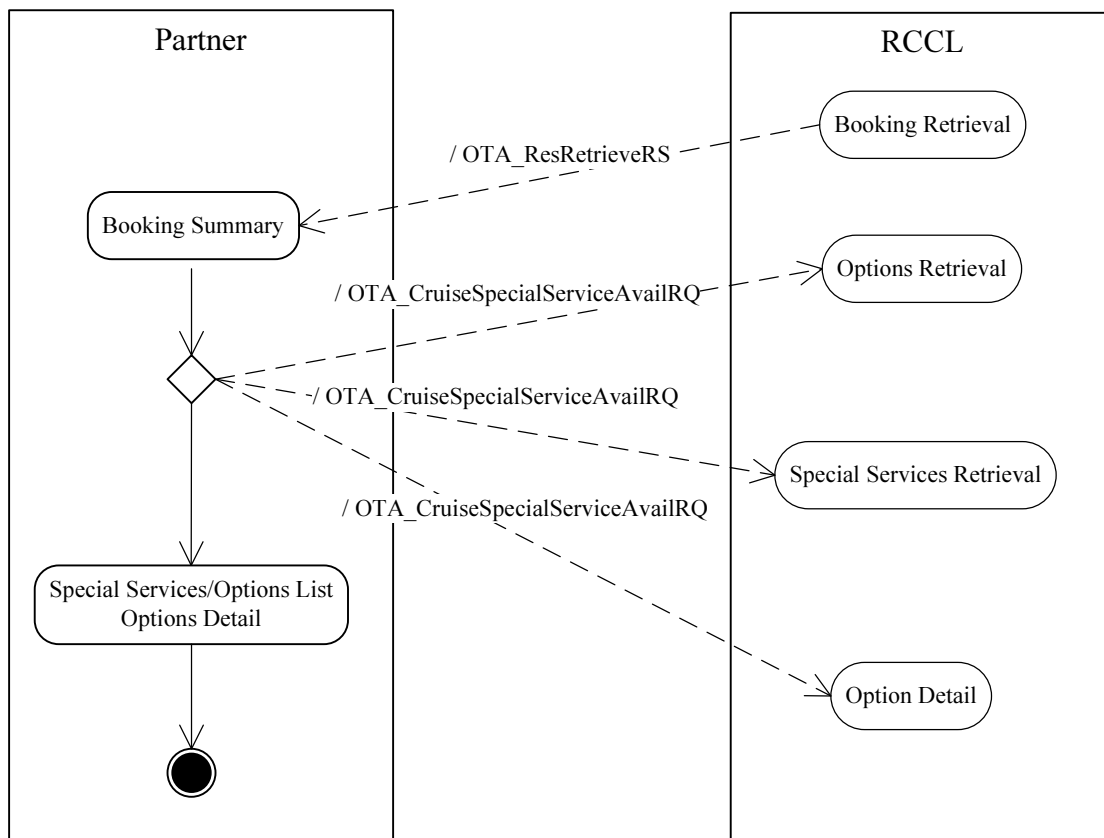 Partner
RCCL
Booking Retrieval
/ OTA_ResRetrieveRS
Booking Summary
Options Retrieval
/ OTA_CruiseSpecialServiceAvailRQ
/ OTA_CruiseSpecialServiceAvailRQ
Special Services Retrieval
/ OTA_CruiseSpecialServiceAvailRQ
Special Services/Options List
Options Detail
Option Detail